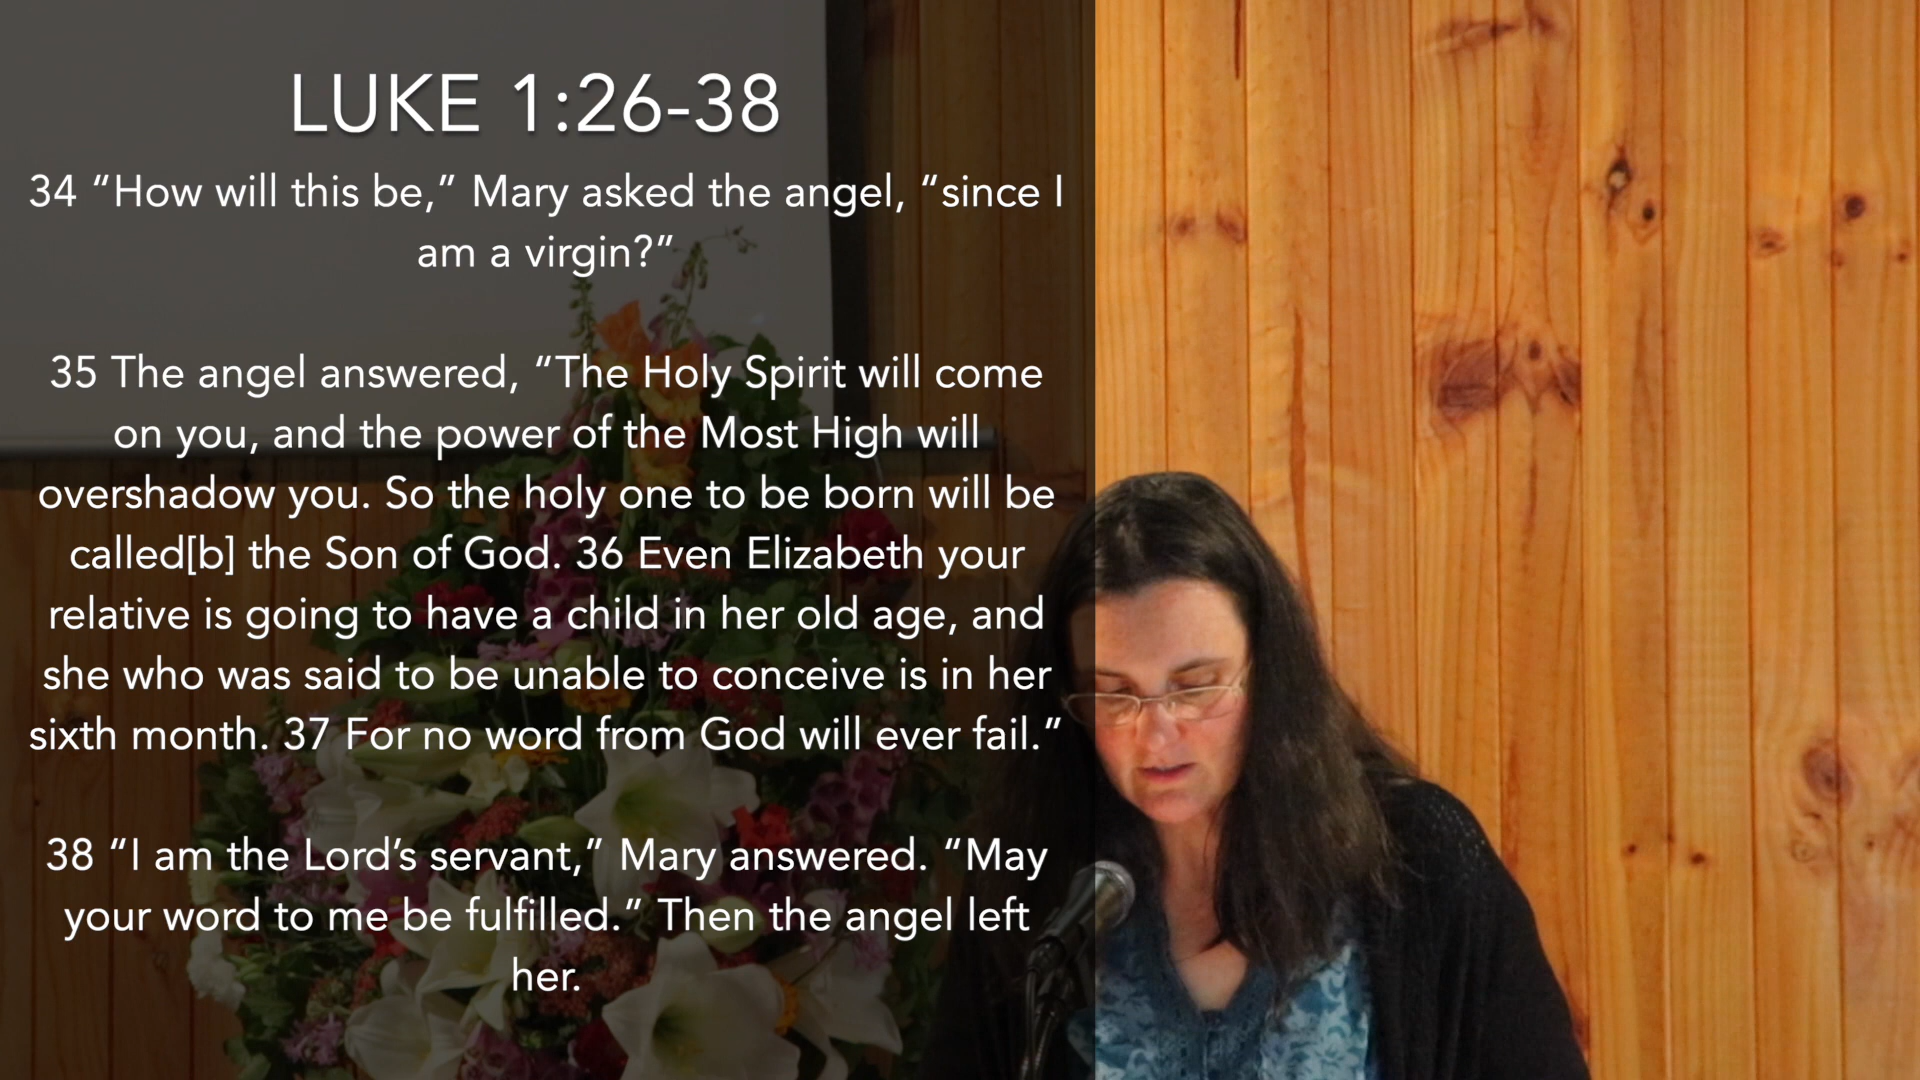 LUKE 1:26-38
34 “How will this be,” Mary asked the angel, “since I
am a virgin?”
35 The angel answered, “The Holy Spirit will come
on you, and the power of the Most High will
overshadow you. So the holy one to be born will be
called[b] the Son of God. 36 Even Elizabeth your
relative is going to have a child in her old age, and
she who was said to be unable to conceive is in her
sixth month. 37 For no word from God will ever fail.”
38 “I am the Lord’s servant,” Mary answered. “May
your word to me be fulfilled.” Then the angel left
her.